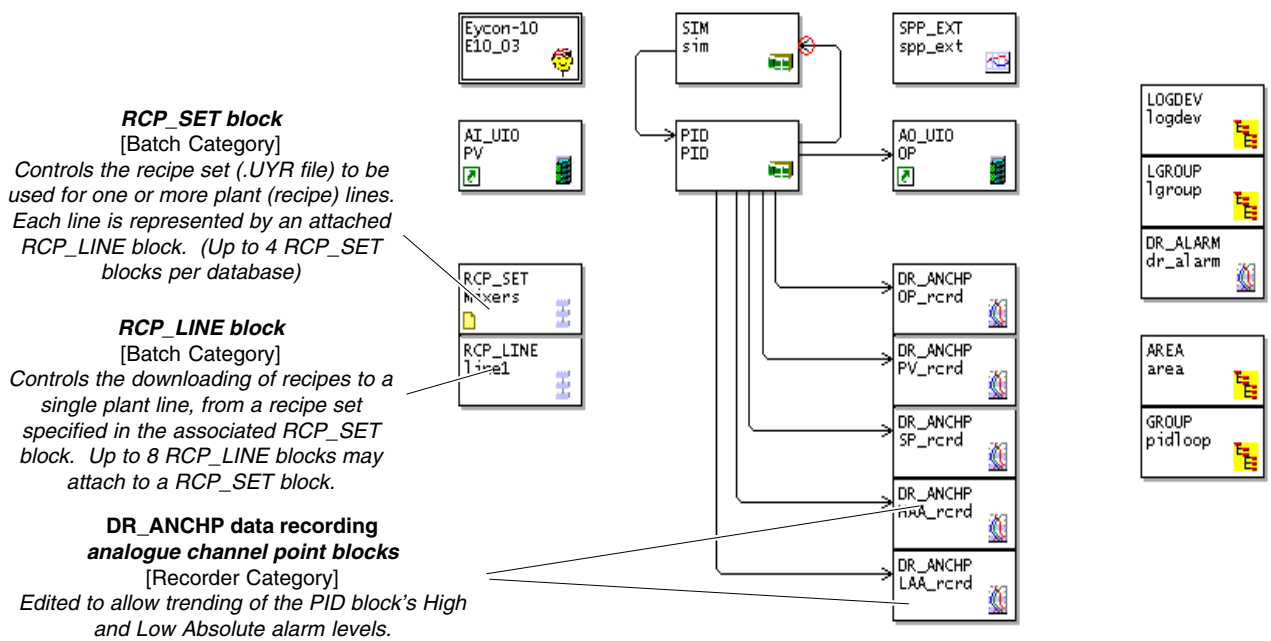 Eycon-10
E10_03
SIM
sim
SPP_EXT
spp_ext
LOGDEV
logdev
RCP_SET block
[Batch Category]
Controls the recipe set (.UYR file) to be
used for one or more plant (recipe) lines.
Each line is represented by an attached
RCP_LINE block. (Up to 4 RCP_SET
blocks per database)
AI_UIO
PV
PID
PID
AO_UIO
OP
LGROUP
lgroup
DR_ALARM
dr_alarm
RCP_SET
Mixers
DR_ANCHP
OP_rcrd
RCP_LINE block
[Batch Category]
Controls the downloading of recipes to a
single plant line, from a recipe set
specified in the associated RCP_SET
block. Up to 8 RCP_LINE blocks may
attach to a RCP_SET block.
RCP_LINE
line1
DR_ANCHP
PV_rcrd
AREA
area
DR_ANCHP
SP_rcrd
GROUP
pidloop
DR_ANCHP
HAA_rcrd
DR_ANCHP data recording
analogue channel point blocks
[Recorder Category]
Edited to allow trending of the PID block's High
and Low Absolute alarm levels.
DR_ANCHP
LAA_rcrd